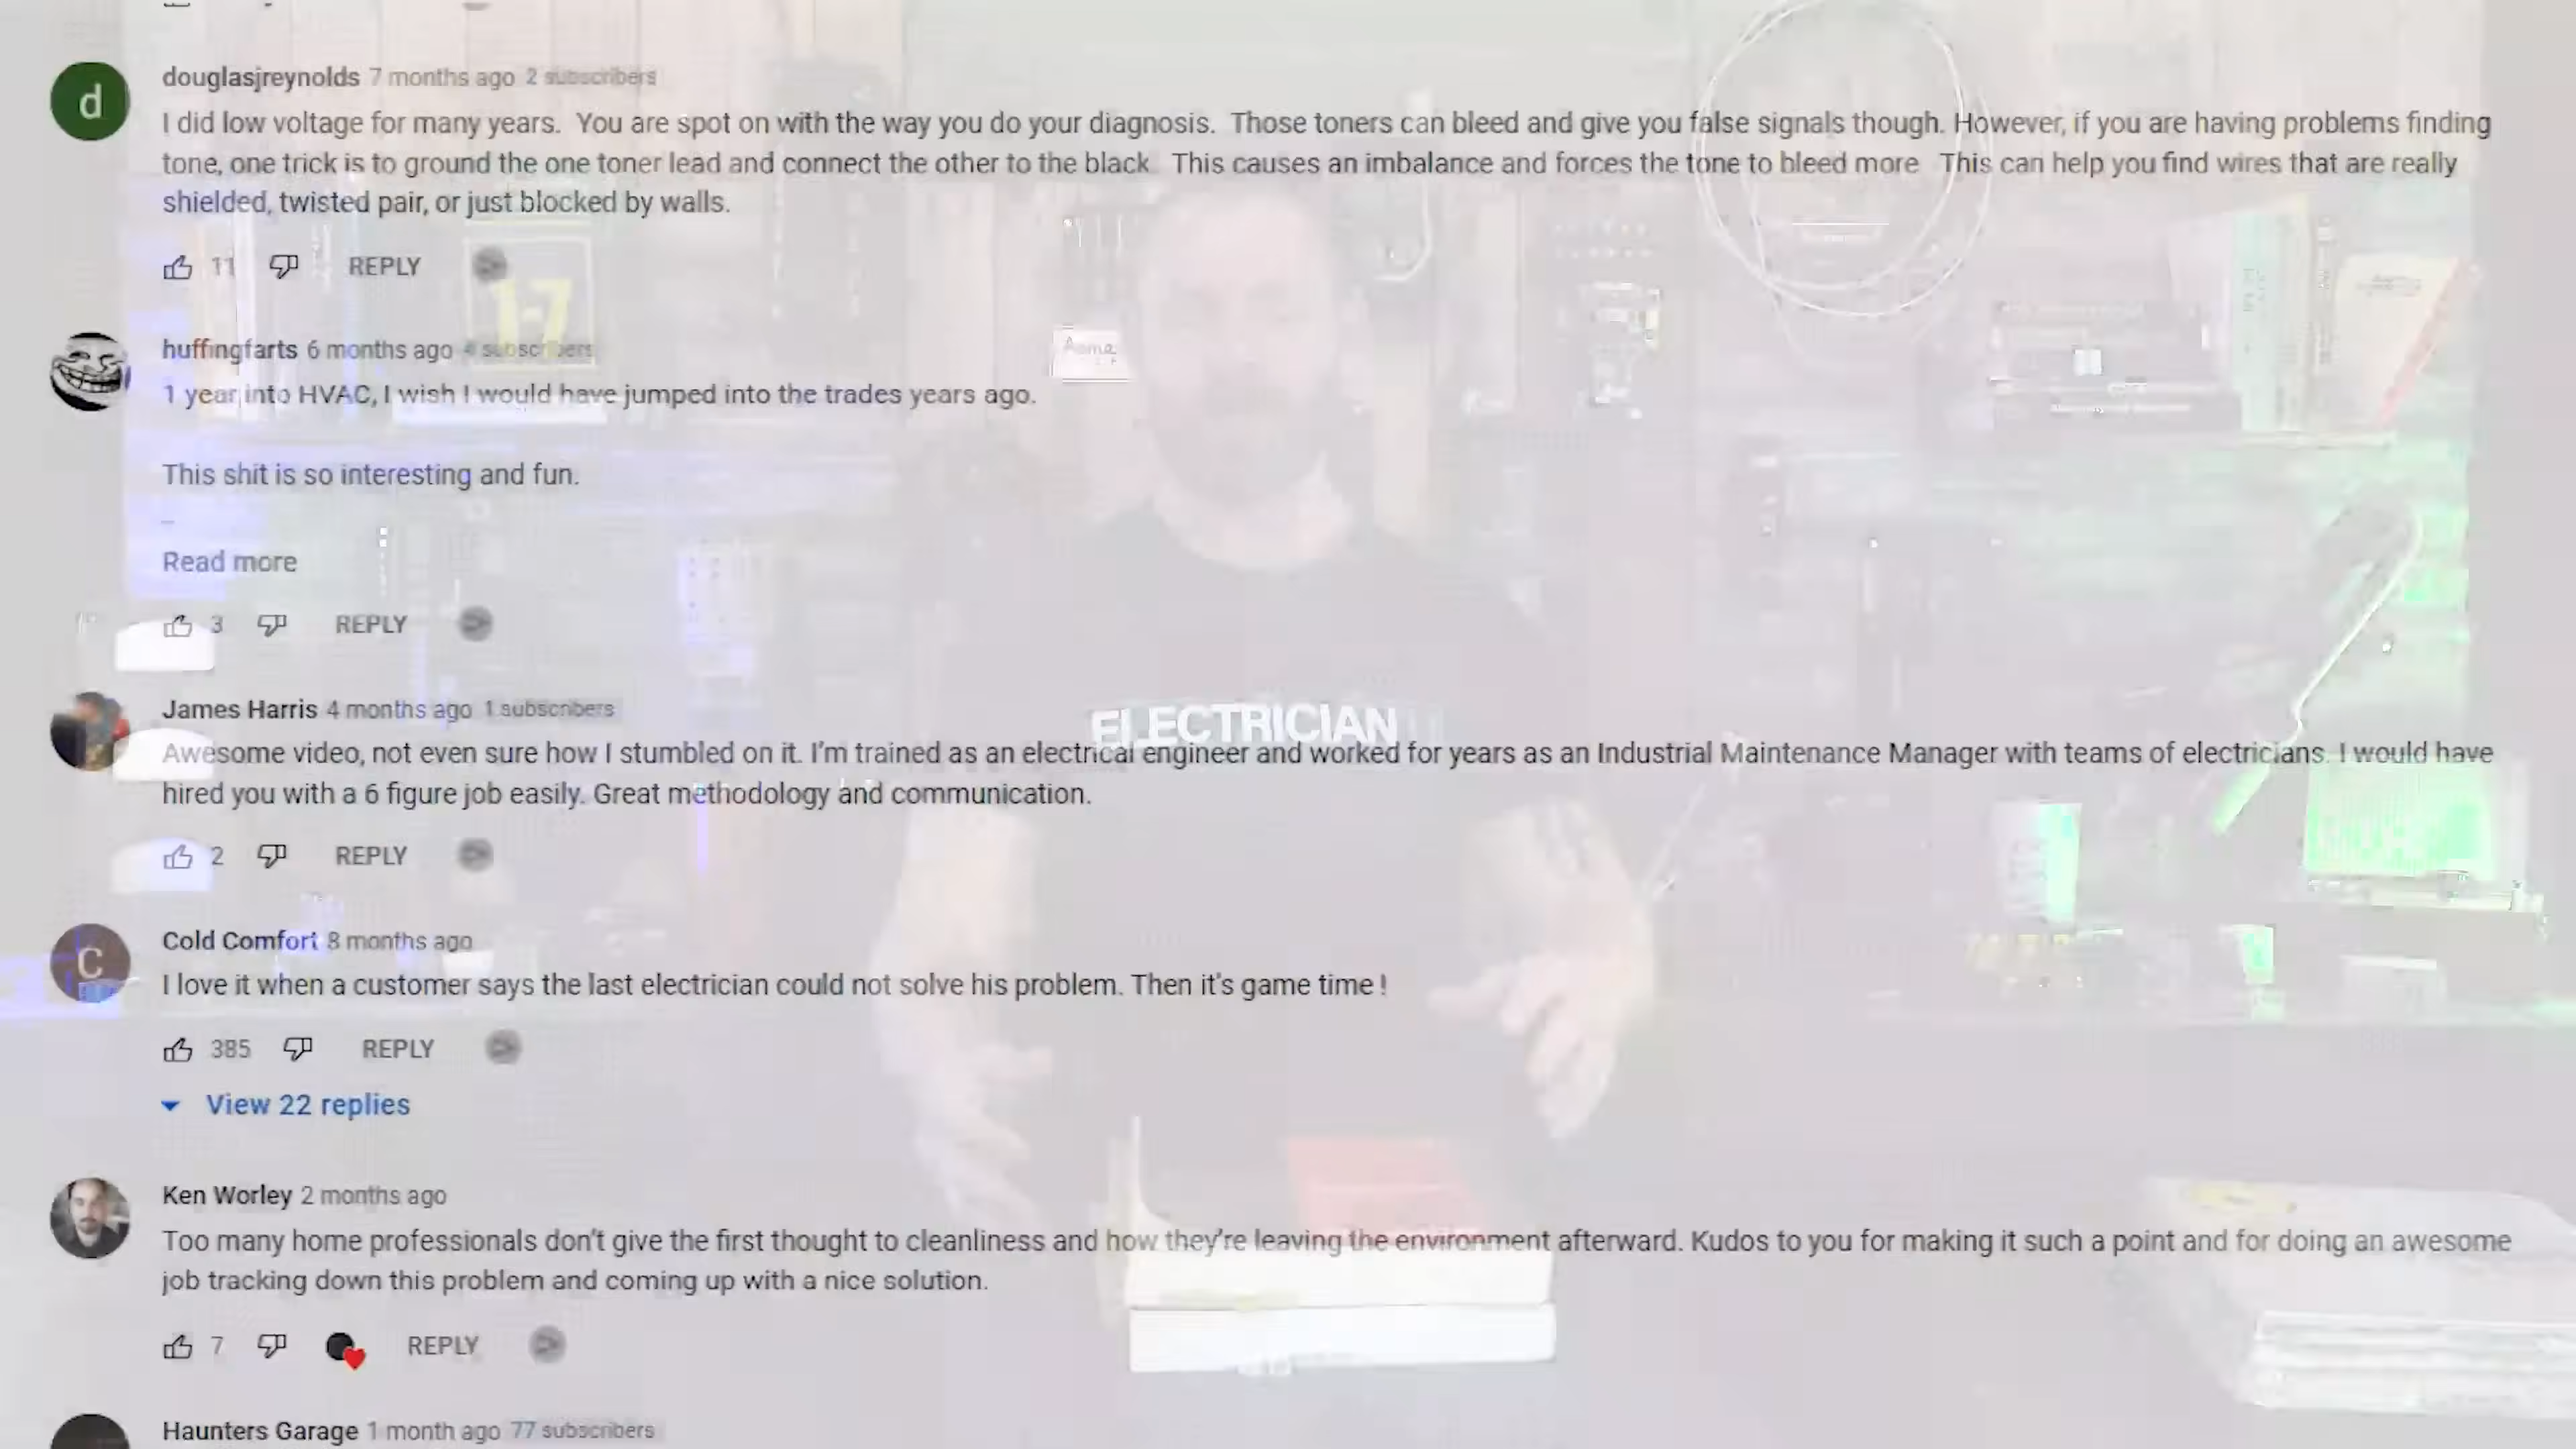 douglasjreynolds 7 months ago 2 subscribers
d
I did low voltage for many years. You are spot on with the way you do your diagnosis. Those toners can bleed and give you false signals though. However, if you are having problems finding
tone, one trick is to ground the one toner lead and connect the other to the black This causes an imbalance and forces the tone to bleed more This can help you find wires that are really
shielded, twisted pair, or just blocked by walls.
11 REPLY
1-7
huffingfarts 6 months ago 4 subscribers
1 year into HVAC, I wish I would have jumped into the trades years ago.
This shit is so interesting and fun.
Read more
3 REPLY
James Harris 4 months ago 1 subscribers
ELECTRICIAN
Awesome video, not even sure how I stumbled on it. I'm trained as an electrical engineer and worked for years as an Industrial Maintenance Manager with teams of electricians. I would have
hired you with a 6 figure job easily. Great methodology and communication.
2 REPLY
Cold Comfort 8 months ago
C
I love it when a customer says the last electrician could not solve his problem. Then it's game time !
385 REPLY
View 22 replies
Ken Worley 2 months ago
Too many home professionals don't give the first thought to cleanliness and how they're leaving the environment afterward. Kudos to you for making it such a point and for doing an awesome
job tracking down this problem and coming up with a nice solution.
7 REPLY
Haunters Garage 1 month ago 77 subscribers